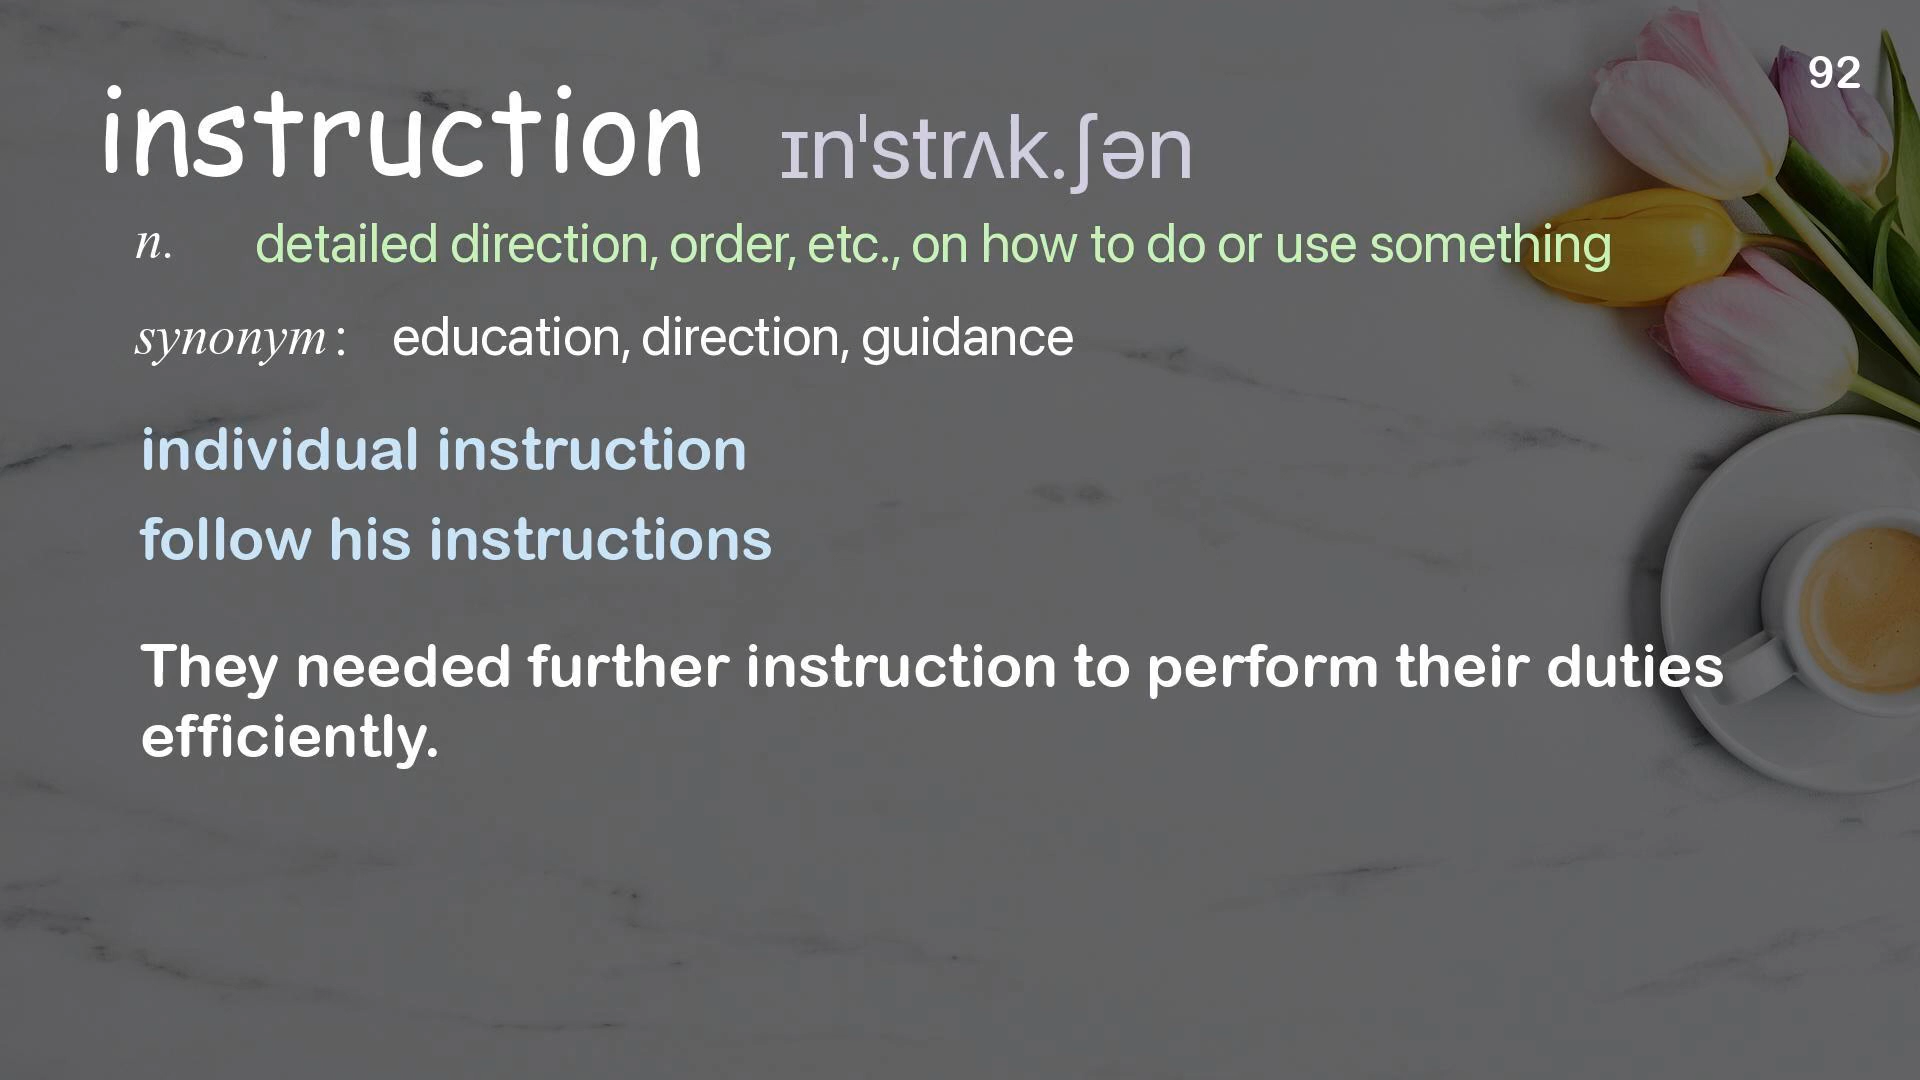 92
instruction ɪnˈstrʌk.ʃən
n. detailed direction, order, etc., on how to do or use something
synonym: education, direction, guidance
individual instruction
follow his instructions
They needed further instruction to perform their duties
efficiently.